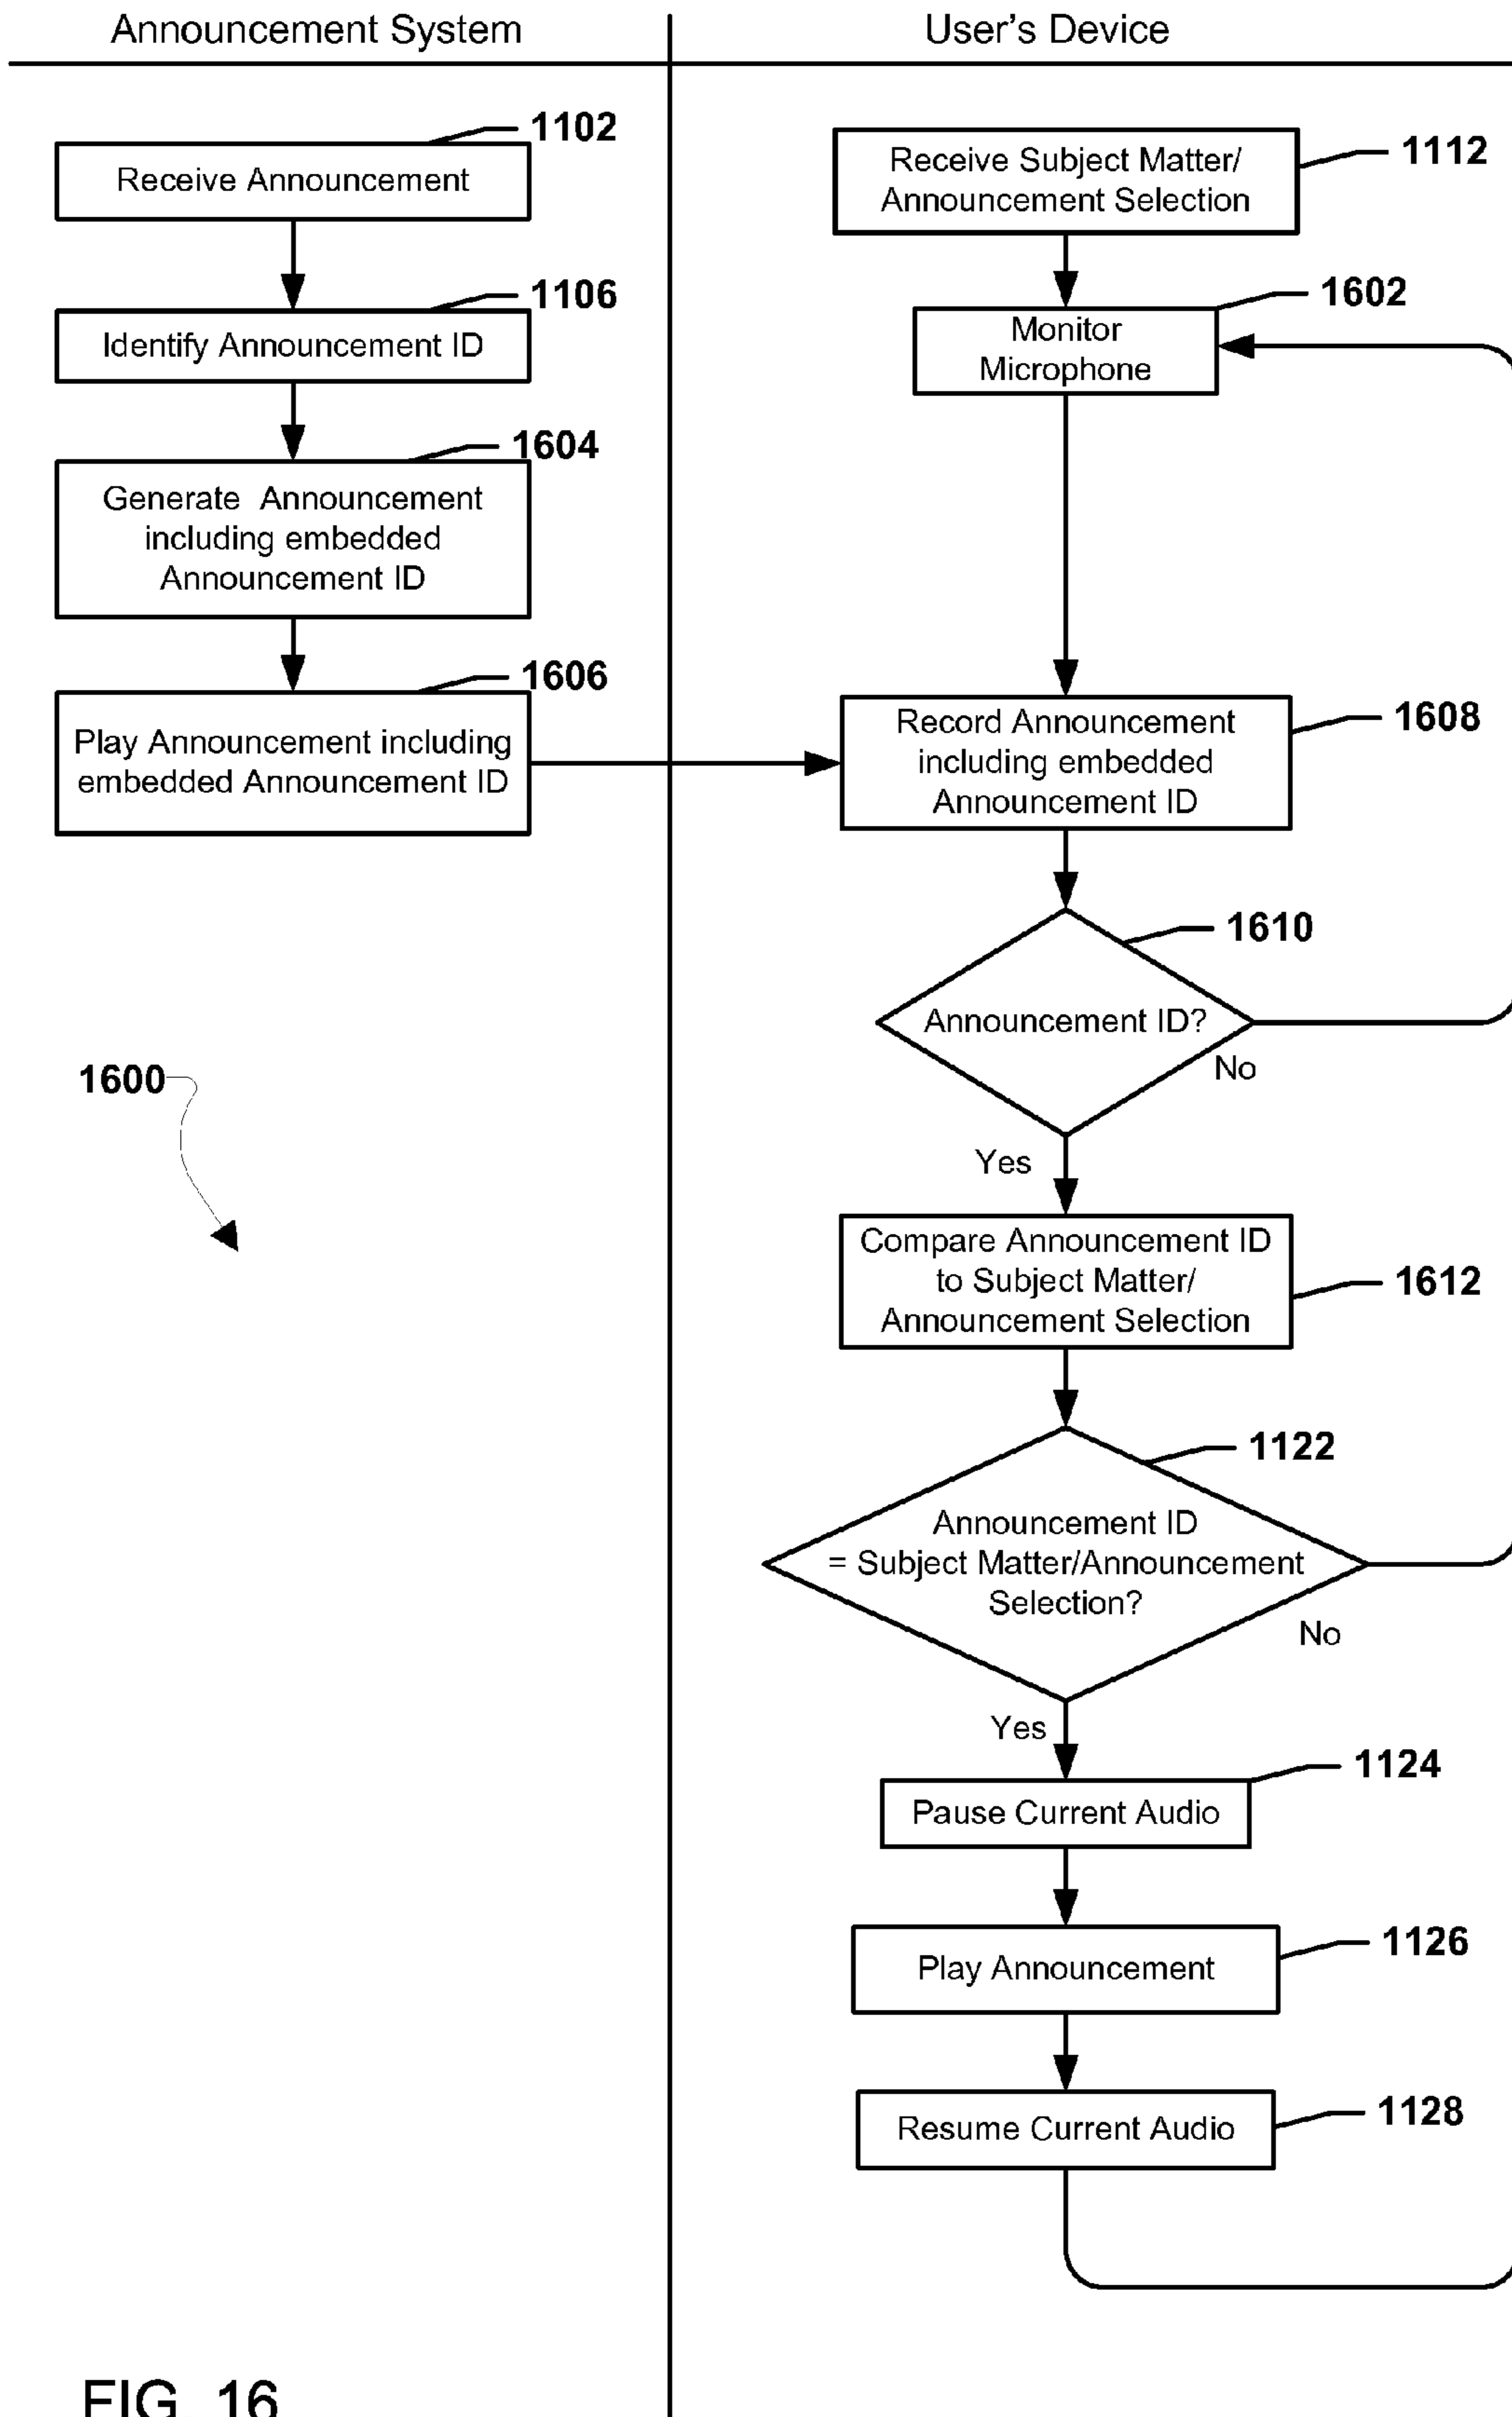 Announcement System
User's Device
1102
Receive Announcement
1106
Identify Announcement ID
1604
Generate Announcement
including embedded
Announcement ID
1606
Play Announcement including
embedded Announcement ID
1600
1112
Receive Subject Matter/
Announcement Selection
1602
Monitor
Microphone
1608
Record Announcement
including embedded
Announcement ID
1610
Announcement ID?
No
Yes
Compare Announcement ID
to Subject Matter/
Announcement Selection
1612
1122
Announcement ID
= Subject Matter/Announcement
Selection?
No
Yes
1124
Pause Current Audio
1126
Play Announcement
1128
Resume Current Audio
FIG. 16